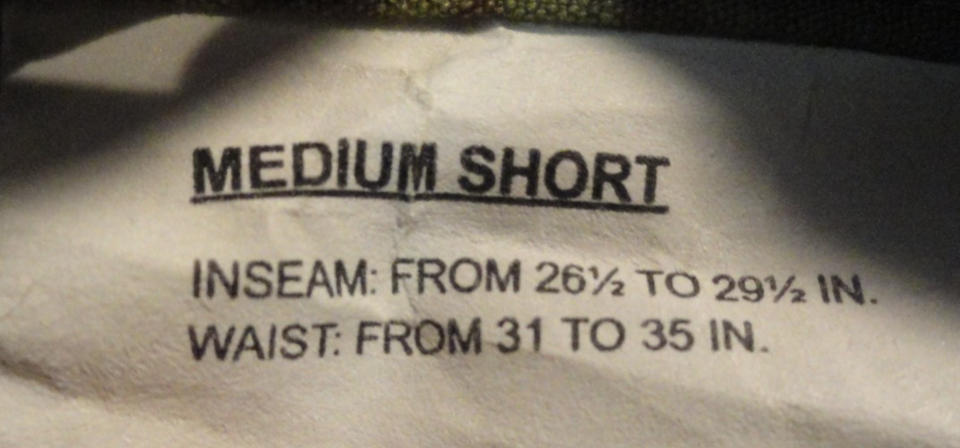 MEDIUM SHORT
INSEAM: FROM 26½ TO 29½ IN.
WAIST: FROM 31 TO 35 IN.